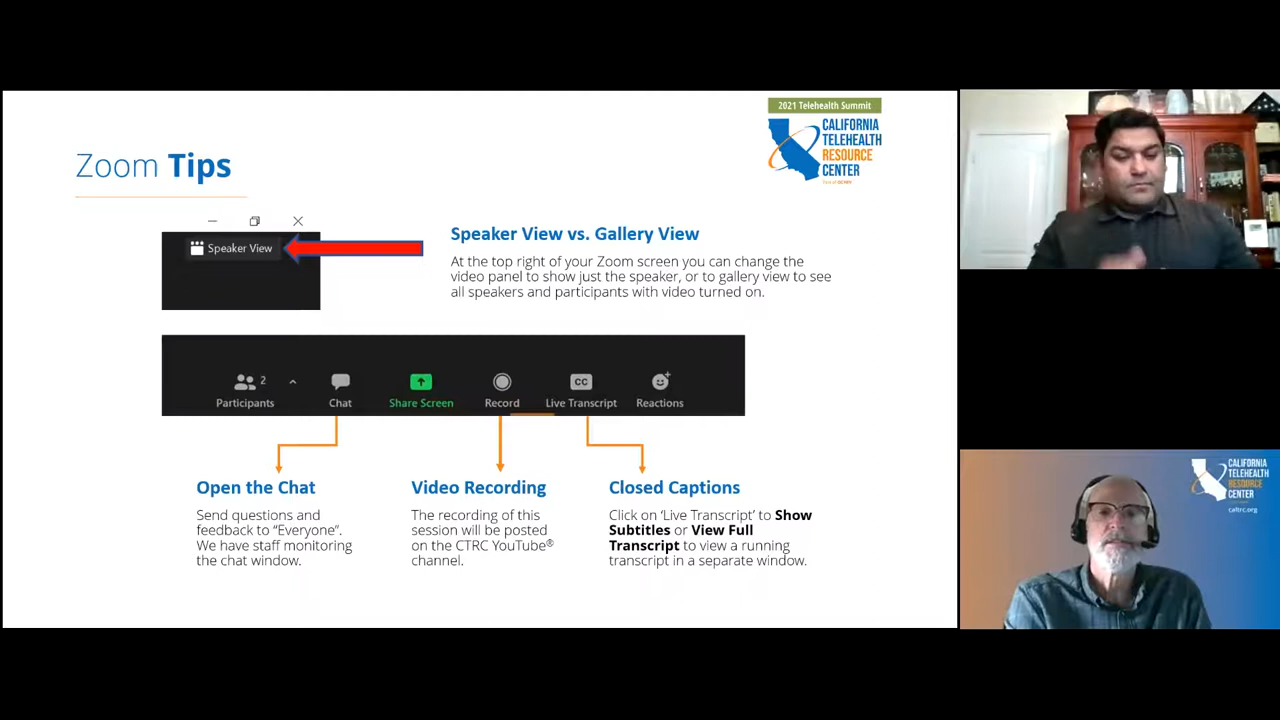 2021 Telehealth Summit
CALIFORNIA
TELEHEALTH
RESOURCE
CENTER
Zoom Tips
Speaker View
Speaker View vs. Gallery View
At the top right of your Zoom screen you can change the
video panel to show just the speaker, or to gallery view to see
all speakers and participants with video turned on.
2
CC
Participants
Chat
Share Screen
Record
Live Transcript
Reactions
Open the Chat
Send questions and
feedback to “Everyone”.
We have staff monitoring
the chat window.
Video Recording
The recording of this
session will be posted
on the CTRC YouTube®
channel.
Closed Captions
Click on ‘Live Transcript’ to Show
Subtitles or View Full
Transcript to view a running
transcript in a separate window.
CALIFORNIA
TELEHEALTH
RESOURCE
CENTER
caltrc.org